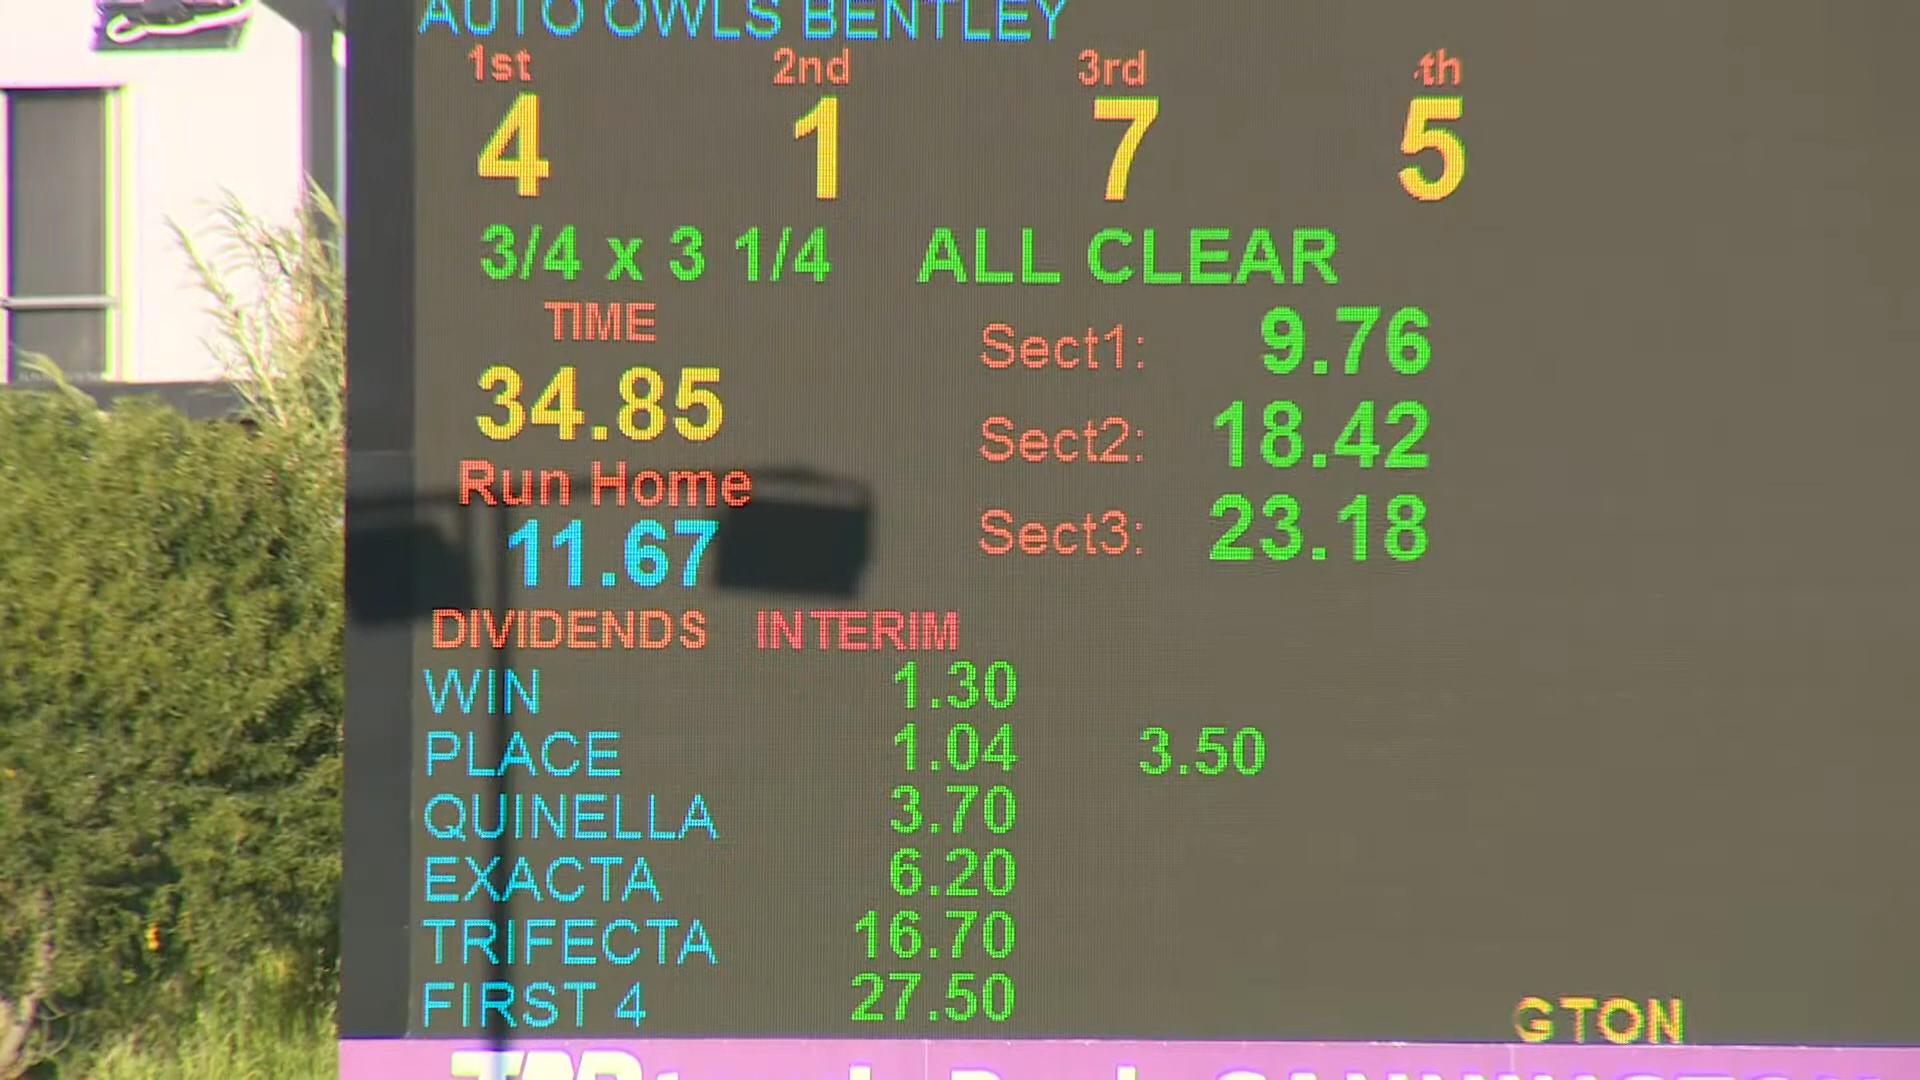 AUTO OWLS BENTLEY
1st 2nd 3rd th
4 1 7 5
3/4 x 3 1/4 ALL CLEAR
TIME
34.85
Sect1: 9.76
Sect2: 18.42
Run Home
11.67
Sect3: 23.18
DIVIDENDS INTERIM
WIN 1.30
PLACE 1.04 3.50
QUINELLA 3.70
EXACTA 6.20
TRIFECTA 16.70
FIRST 4 27.50
GTON